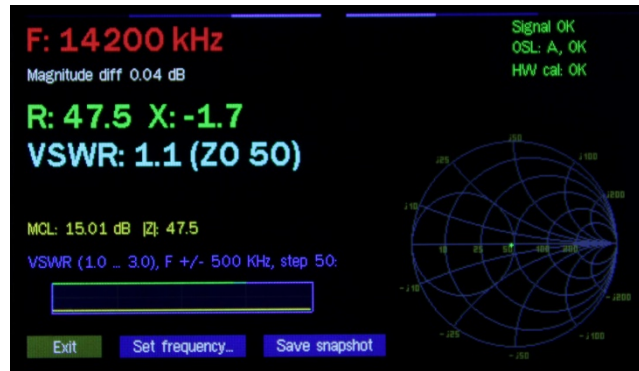 F: 14200 kHz
Magnitude diff 0.04 dB
Signal OK
OSL: A, OK
HW cal: OK
R: 47.5 X: -1.7
VSWR: 1.1 (Z0 50)
MCL: 15.01 dB |Z|: 47.5
VSWR (1.0 ... 3.0), F +/- 500 KHz, step 50:
Exit
Set frequency...
Save snapshot
j50
j25
j100
j10
j200
10 25 50 100 200
-j10
-j200
-j25
-j100
-j50